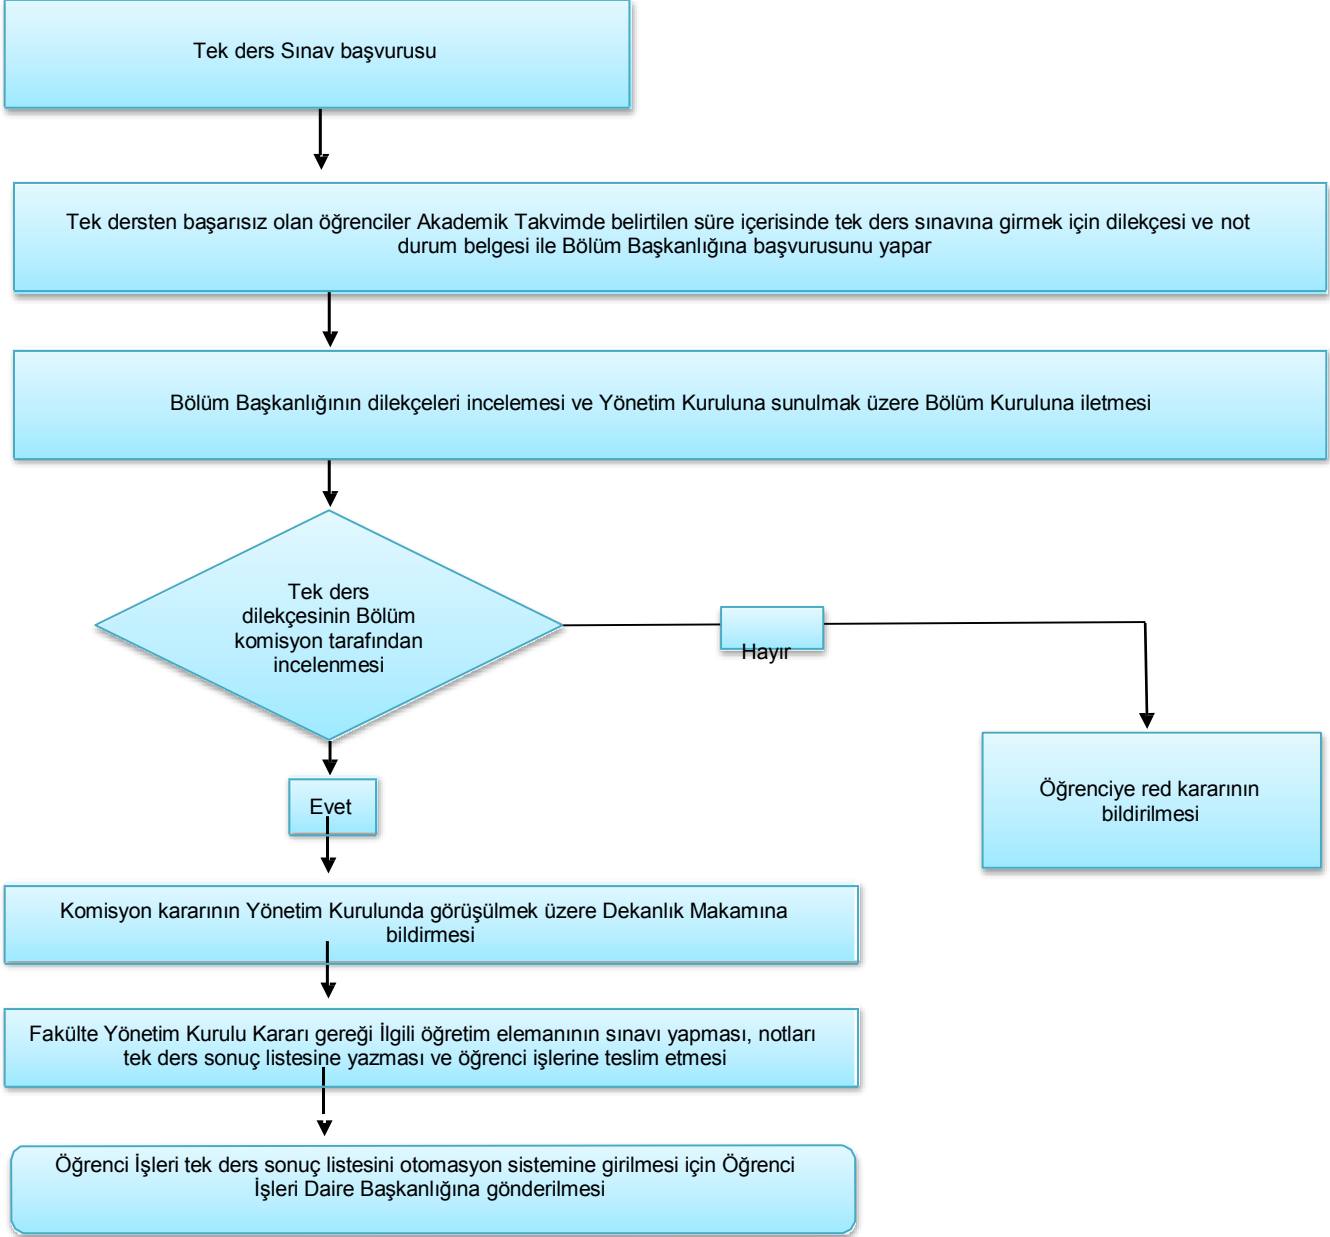 Tek ders Sınav başvurusu
Tek dersten başarısız olan öğrenciler Akademik Takvimde belirtilen süre içerisinde tek ders sınavına girmek için dilekçesi ve not
durum belgesi ile Bölüm Başkanlığına başvurusunu yapar
Bölüm Başkanlığının dilekçeleri incelemesi ve Yönetim Kuruluna sunulmak üzere Bölüm Kuruluna iletmesi
Tek ders
dilekçesinin Bölüm
komisyon tarafından
incelenmesi
Hayır
Öğrenciye red kararının
bildirilmesi
Evet
Komisyon kararının Yönetim Kurulunda görüşülmek üzere Dekanlık Makamına
bildirmesi
Fakülte Yönetim Kurulu Kararı gereği İlgili öğretim elemanının sınavı yapması, notları
tek ders sonuç listesine yazması ve öğrenci işlerine teslim etmesi
Öğrenci İşleri tek ders sonuç listesini otomasyon sistemine girilmesi için Öğrenci
İşleri Daire Başkanlığına gönderilmesi